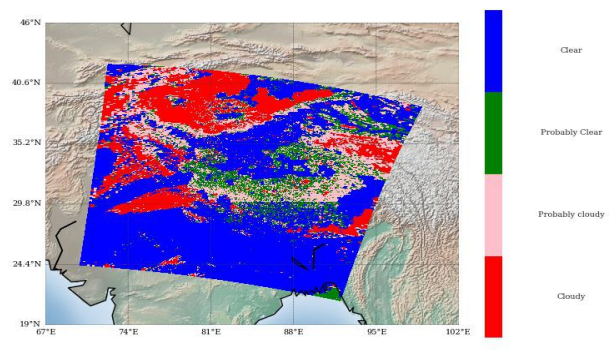 46°N
40.6°N
35.2°N
29.8°N
24.4°N
19°N
67°E 74°E 81°E 88°E 95°E 102°E
Clear
Probably Clear
Probably cloudy
Cloudy